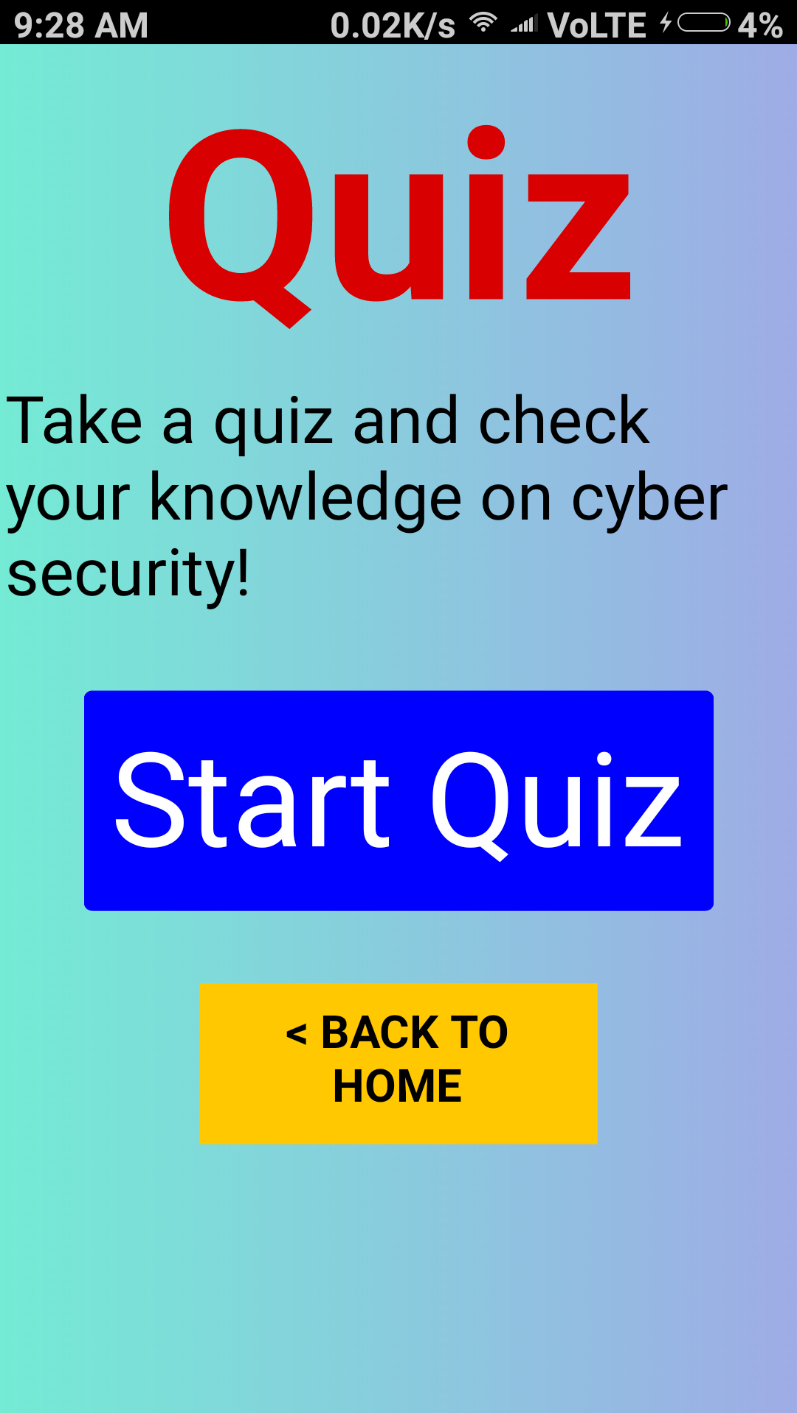 9:28 AM 0.02K/s VoLTE 4%
Quiz
Take a quiz and check
your knowledge on cyber
security!
Start Quiz
< BACK TO
HOME